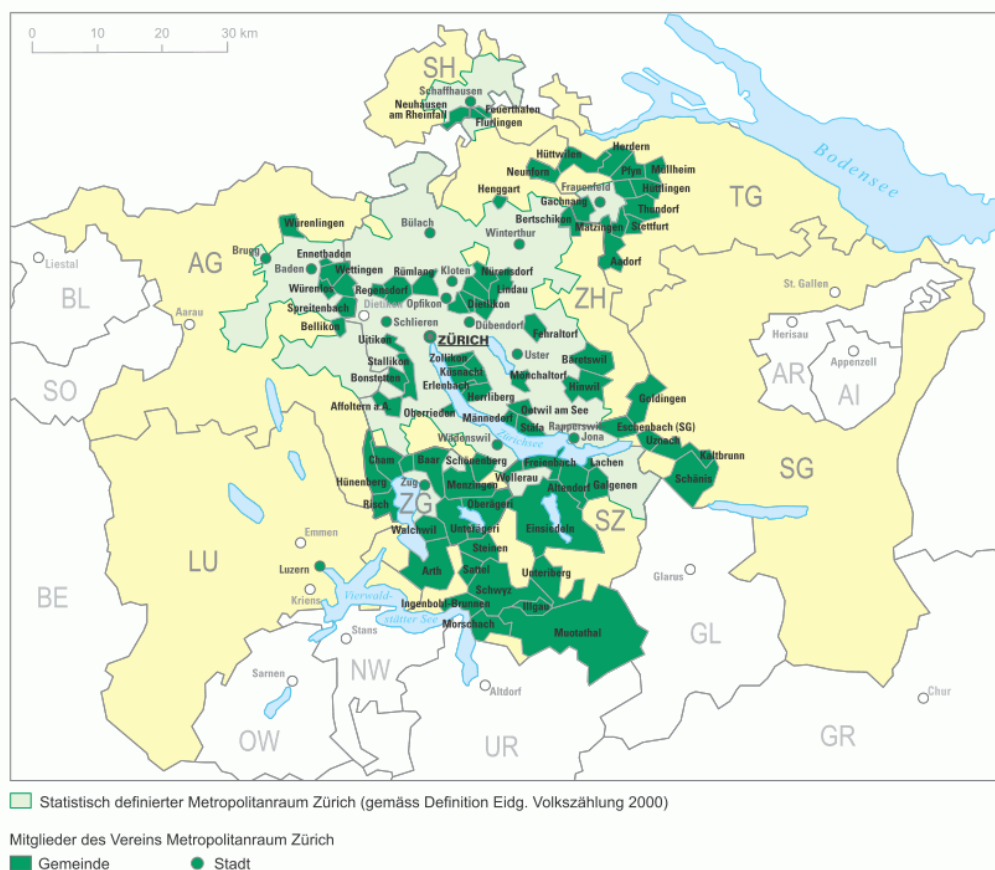 0 10 20 30 km
SH
Schaffhausen
Neuhausen
am Rheinfall
Feuerthalen
Flurlingen
Bodensee
Hüttwilen
Herdern
Neunforn
Pfyn
Müllheim
Henggart
Frauenfeld
Hüttlingen
TG
Gachnang
Thundorf
Bertschikon
Matzingen
Stettfurt
Würenlingen
Bülach
Winterthur
Aadorf
Liestal
Brugg
AG
Ennetbaden
Baden
Wettingen
Rümlang
Kloten
Nürensdorf
BL
Würenlos
Regensdorf
Opfikon
Lindau
ZH
St. Gallen
Spreitenbach
Dietikon
Dietlikon
Aarau
Bellikon
Schlieren
Dübendorf
Fehraltorf
Herisau
Uitikon
ZÜRICH
Appenzell
Stallikon
Zollikon
Uster
Bäretswil
AR
AI
SO
Bonstetten
Küsnacht
Mönchaltorf
Erlenbach
Hinwil
Herrliberg
Goldingen
Affoltern a.A.
Oberrieden
Männedorf
Oetwil am See
Stäfa
Rapperswil
Eschenbach (SG)
Zürichsee
Jona
Uznach
Wädenswil
Kaltbrunn
Cham
Baar
Schönenberg
Freienbach
Lachen
SG
Hünenberg
Zug
Menzingen
Wollerau
Altendorf
Galgenen
Schänis
Risch
ZG
Oberägeri
SZ
Walchwil
Unterägeri
Einsiedeln
Emmen
Steinen
LU
Luzern
Arth
Sattel
Unteriberg
Glarus
BE
Kriens
Vierwald-
stätter See
Schwyz
Ingenbohl-Brunnen
Illgau
Morschach
Muotathal
GL
Stans
NW
Sarnen
Altdorf
Chur
OW
UR
GR
Statistisch definierter Metropolitanraum Zürich (gemäss Definition Eidg. Volkszählung 2000)
Mitglieder des Vereins Metropolitanraum Zürich
Gemeinde
Stadt